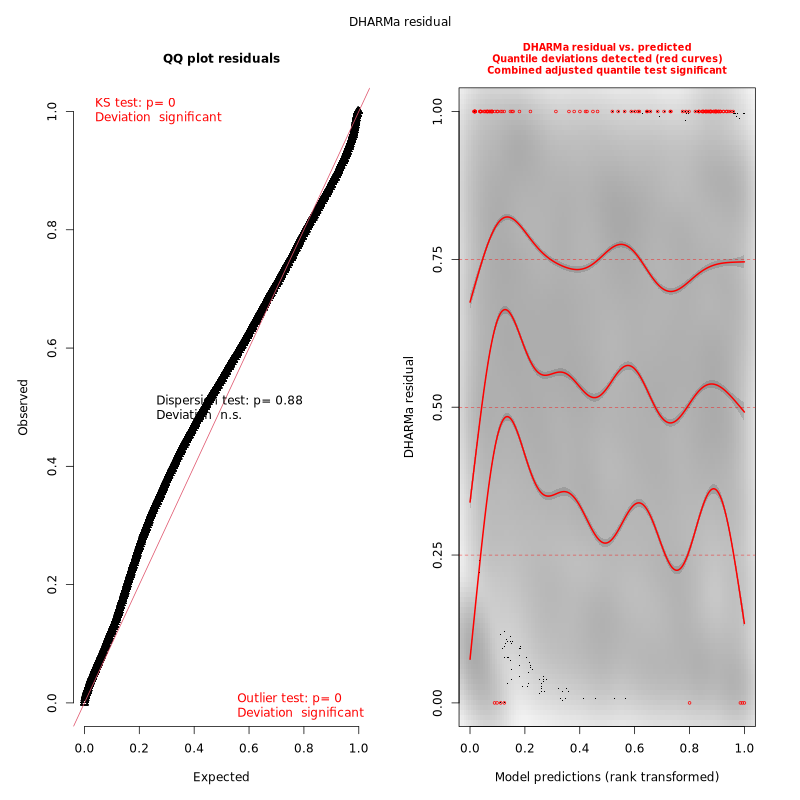 DHARMa residual
QQ plot residuals
KS test: p= 0
Deviation significant
Dispersion test: p= 0.88
Deviation n.s.
Outlier test: p= 0
Deviation significant
Observed
0.0 0.2 0.4 0.6 0.8 1.0
0.0 0.2 0.4 0.6 0.8 1.0
Expected
DHARMa residual vs. predicted
Quantile deviations detected (red curves)
Combined adjusted quantile test significant
DHARMa residual
0.00 0.25 0.50 0.75 1.00
0.0 0.2 0.4 0.6 0.8 1.0
Model predictions (rank transformed)